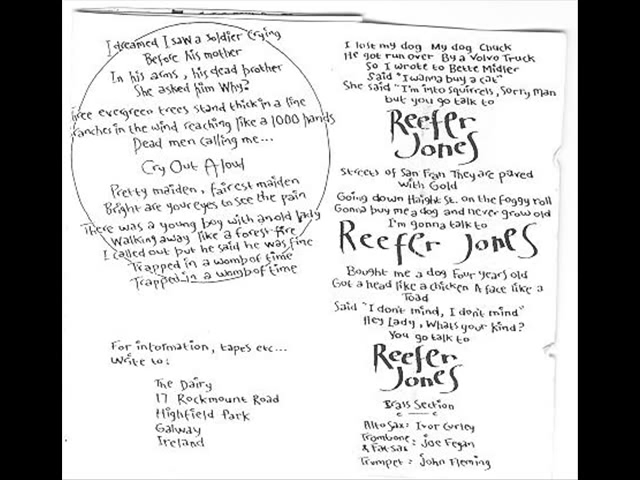 I dreamed I saw a soldier crying
Before his mother
In his arms, his dead brother
She asked him Why?
ree evergreen trees stand thick in a line
ranches in the wind reaching like a 1000 hands
Dead men calling me...
Cry Out Aloud
Pretty maiden, fairest maiden
Bright are your eyes to see the pain
There was a young boy with an old lady
Walking away like a forest-fire
I called out but he said he was fine
Trapped in a womb of time
Trapped in a womb of time
For information, tapes etc...
Write to:
The Dairy
17 Rockmount Road
Highfield Park
Galway
Ireland
I lost my dog My dog Chuck
He got run over By a Volvo Truck
So I wrote to Bette Midler
Said "I wanna buy a cat"
She said "I'm into squirrels, sorry man
but you go talk to
Reefer
Jones
Streets of San Fran They are paved
With Gold
Going down Haight St. on the foggy roll
Gonna buy me a dog and never grow old
I'm gonna talk to
Reefer Jones
Bought me a dog Four years old
Got a head like a chicken A face like a
Toad
Said "I don't mind, I don't mind"
Hey Lady, Whats your Kind?
You go talk to
Reefer
Jones
Brass Section
Alto Sax: Ivor Curley
Trombone: Joe Fegan
& Fat-sax
Trumpet: John Fleming